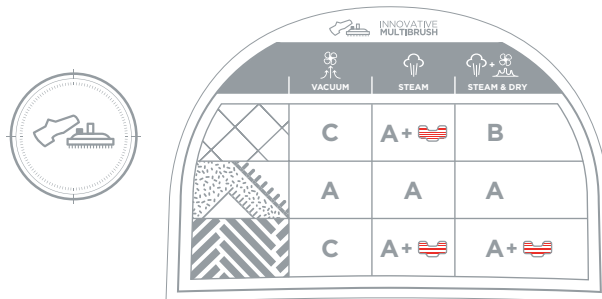 INNOVATIVE
MULTIBRUSH
+
VACUUM STEAM STEAM & DRY
C A+ B
A A A
C A+ A+